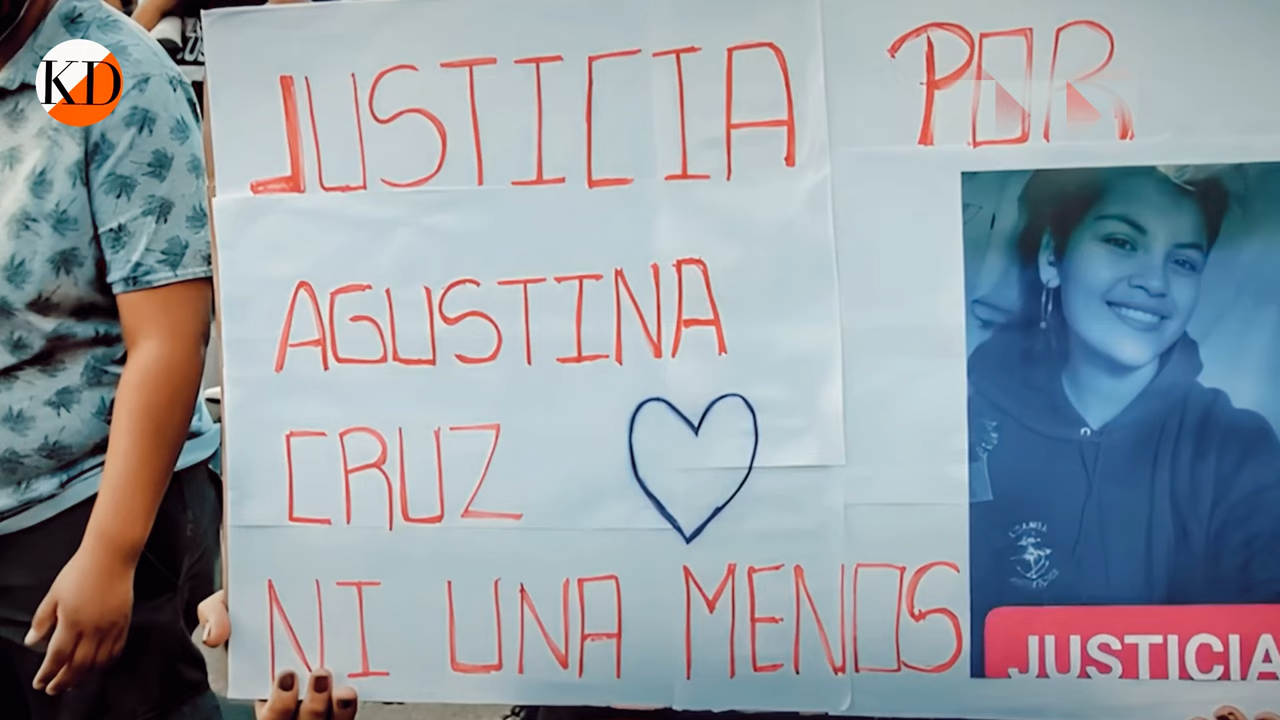 KD
JUSTICIA POR
AGUSTINA
CRUZ
NI UNA MENOS
JUSTICIA